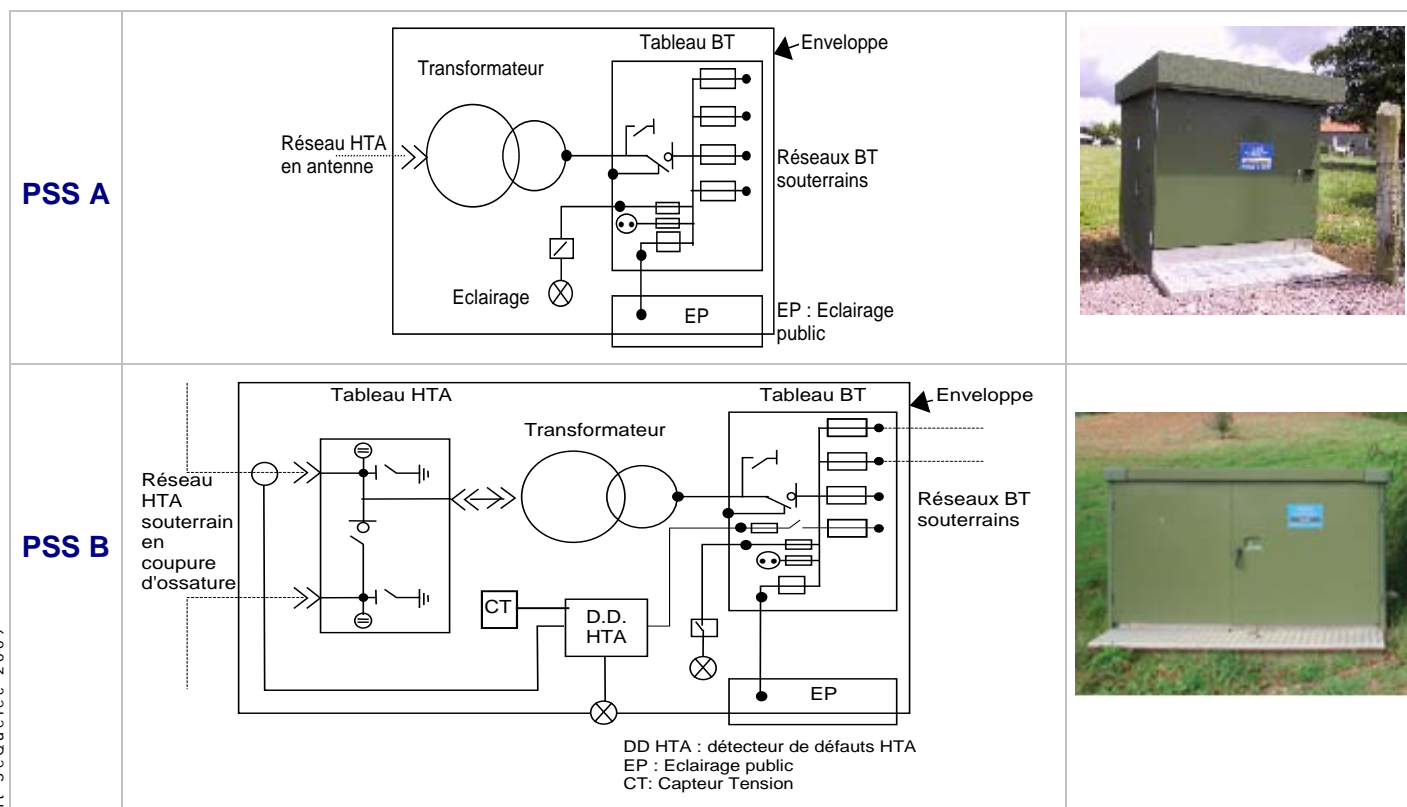 PSS A
Tableau BT
Enveloppe
Transformateur
Réseau HTA
en antenne
Réseaux BT
souterrains
Eclairage
EP
EP : Eclairage
public
PSS B
Tableau HTA
Tableau BT
Enveloppe
Transformateur
Réseau
HTA
souterrain
en
coupure
d'ossature
Réseaux BT
souterrains
CT
D.D.
HTA
EP
DD HTA : détecteur de défauts HTA
EP : Eclairage public
CT: Capteur Tension